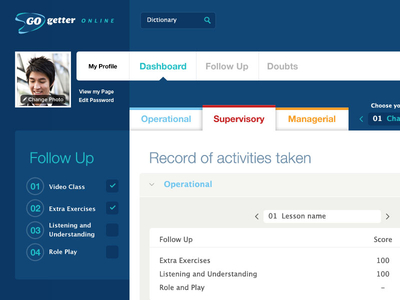 GO getter ONLINE
Dictionary
My Profile
Dashboard
Follow Up
Doubts
Change Photo
View my Page
Edit Password
Choose yo
Operational
Supervisory
Managerial
01 Cha
Follow Up
01 Video Class
02 Extra Exercises
03 Listening and
Understanding
04 Role Play
Record of activities taken
Operational
01 Lesson name
Follow Up
Score
Extra Exercises
100
Listening and Understanding
100
Role and Play
-